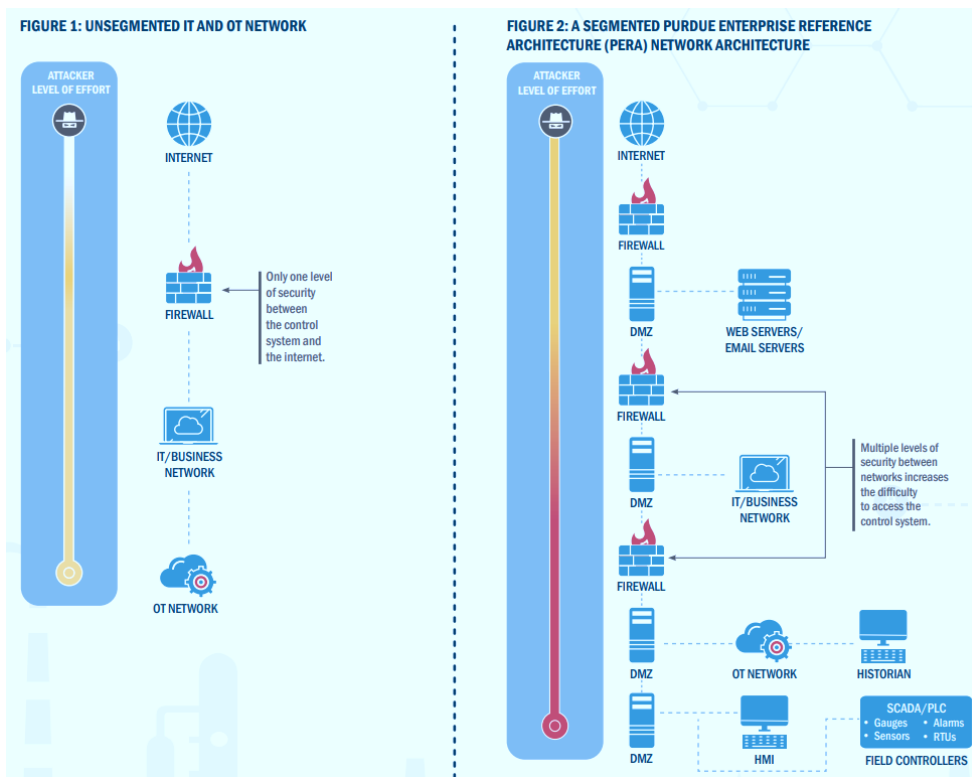 FIGURE 1: UNSEGMENTED IT AND OT NETWORK
ATTACKER
LEVEL OF EFFORT
INTERNET
FIREWALL
Only one level
of security
between
the control
system and
the internet.
IT/BUSINESS
NETWORK
OT NETWORK
FIGURE 2: A SEGMENTED PURDUE ENTERPRISE REFERENCE
ARCHITECTURE (PERA) NETWORK ARCHITECTURE
ATTACKER
LEVEL OF EFFORT
INTERNET
FIREWALL
DMZ
WEB SERVERS/
EMAIL SERVERS
FIREWALL
Multiple levels of
security between
networks increases
the difficulty
to access the
control system.
DMZ
IT/BUSINESS
NETWORK
FIREWALL
DMZ
OT NETWORK
HISTORIAN
DMZ
HMI
SCADA/PLC
• Gauges • Alarms
• Sensors • RTUs
FIELD CONTROLLERS